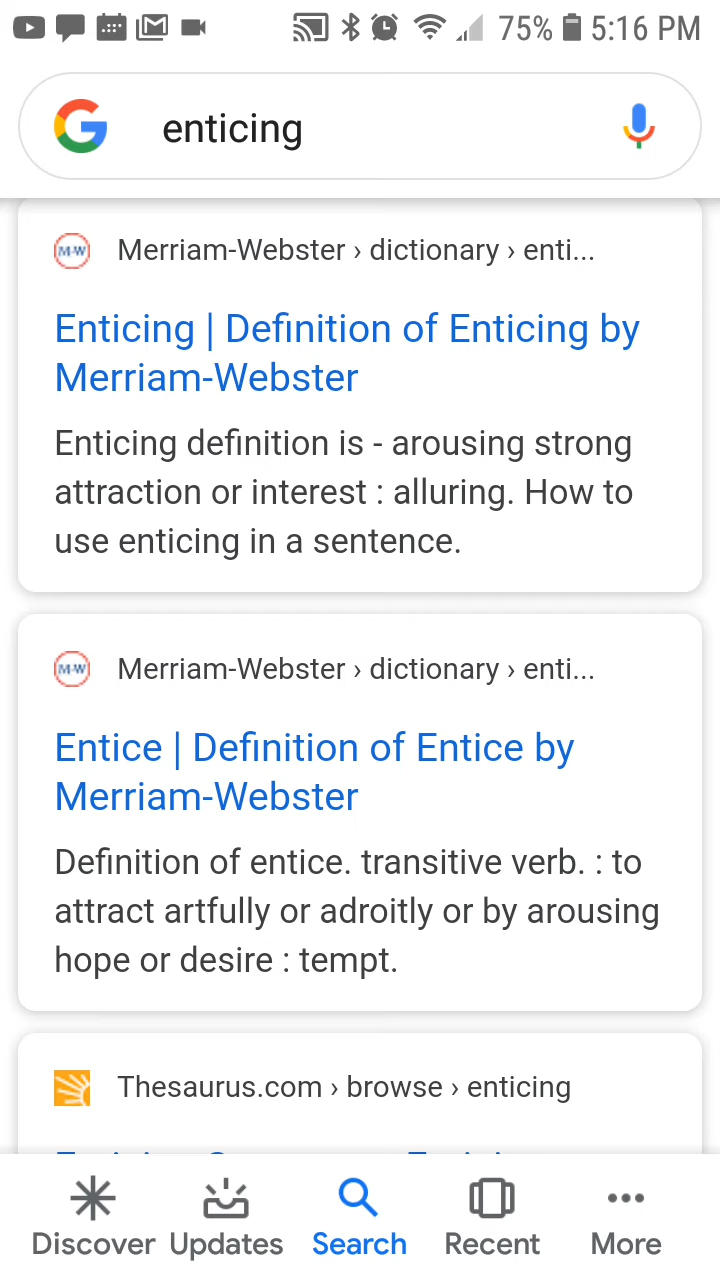 75% 5:16 PM
enticing
M-W Merriam-Webster › dictionary › enti...
Enticing | Definition of Enticing by
Merriam-Webster
Enticing definition is - arousing strong
attraction or interest : alluring. How to
use enticing in a sentence.
M-W Merriam-Webster › dictionary › enti...
Entice | Definition of Entice by
Merriam-Webster
Definition of entice. transitive verb. : to
attract artfully or adroitly or by arousing
hope or desire : tempt.
Thesaurus.com › browse › enticing
Discover Updates Search Recent More